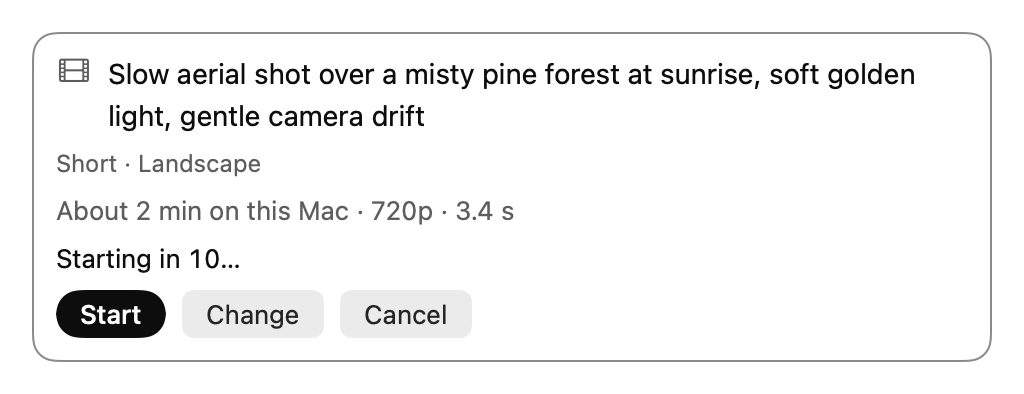 Slow aerial shot over a misty pine forest at sunrise, soft golden
light, gentle camera drift
Short · Landscape
About 2 min on this Mac · 720p · 3.4 s
Starting in 10...
Start Change Cancel